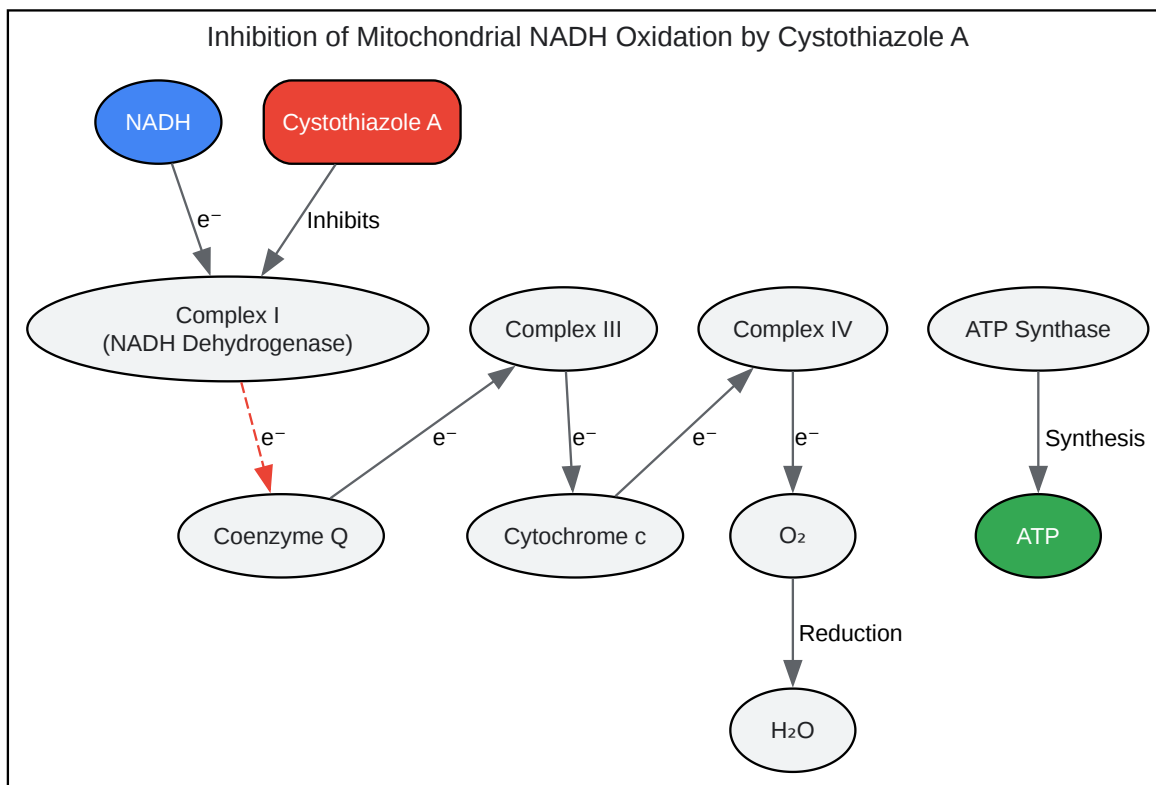 Inhibition of Mitochondrial NADH Oxidation by Cystothiazole A
NADH
Cystothiazole A
e⁻
Inhibits
Complex I
(NADH Dehydrogenase)
Complex III
Complex IV
ATP Synthase
e⁻
e⁻
e⁻
e⁻
e⁻
Synthesis
Coenzyme Q
Cytochrome c
O₂
ATP
Reduction
H₂O